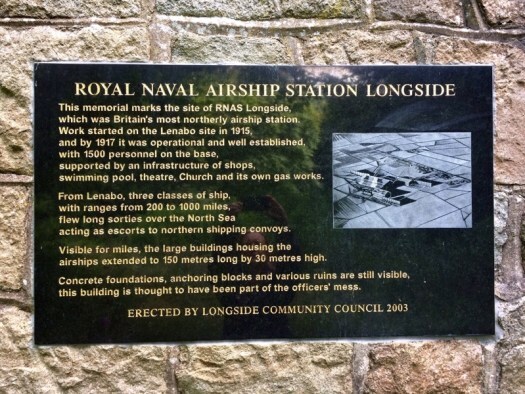 ROYAL NAVAL AIRSHIP STATION LONGSIDE
This memorial marks the site of RNAS Longside,
which was Britain's most northerly airship station.
Work started on the Lenabo site in 1915,
and by 1917 it was operational and well established,
with 1500 personnel on the base,
supported by an infrastructure of shops,
swimming pool, theatre, Church and its own gas works.
From Lenabo, three classes of ship,
with ranges from 200 to 1000 miles,
flew long sorties over the North Sea
acting as escorts to northern shipping convoys.
Visible for miles, the large buildings housing the
airships extended to 150 metres long by 30 metres high.
Concrete foundations, anchoring blocks and various ruins are still visible,
this building is thought to have been part of the officers' mess.
ERECTED BY LONGSIDE COMMUNITY COUNCIL 2003